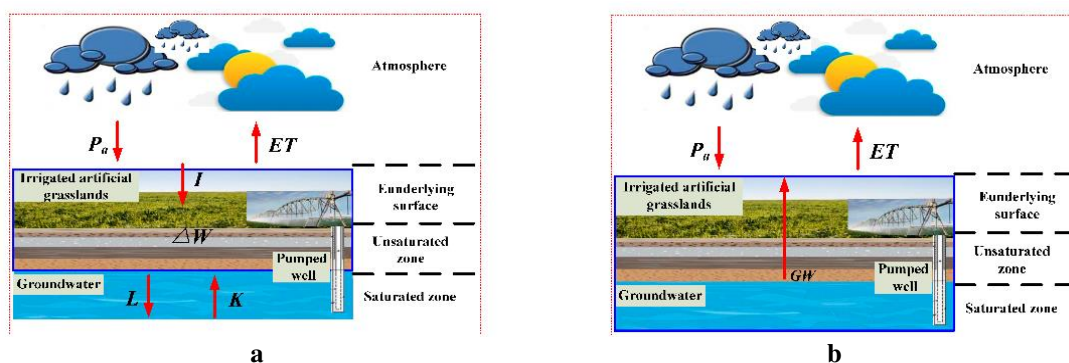 Atmosphere
Pa
ET
Irrigated artificial
grasslands
I
Eunderlying
surface
△W
Unsaturated
zone
Pumped
well
Groundwater
L
K
Saturated zone
a
Atmosphere
Pa
ET
Irrigated artificial
grasslands
Eunderlying
surface
Unsaturated
zone
Pumped
well
GW
Groundwater
Saturated zone
b